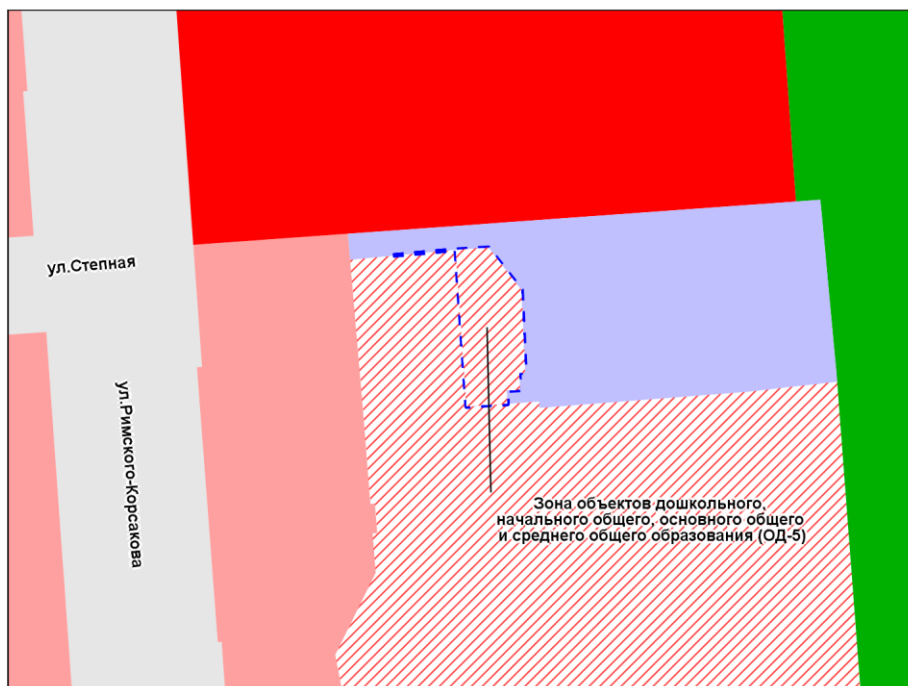 ул.Степная
ул.Римского-Корсакова
Зона объектов дошкольного,
начального общего, основного общего
и среднего общего образования (ОД-5)